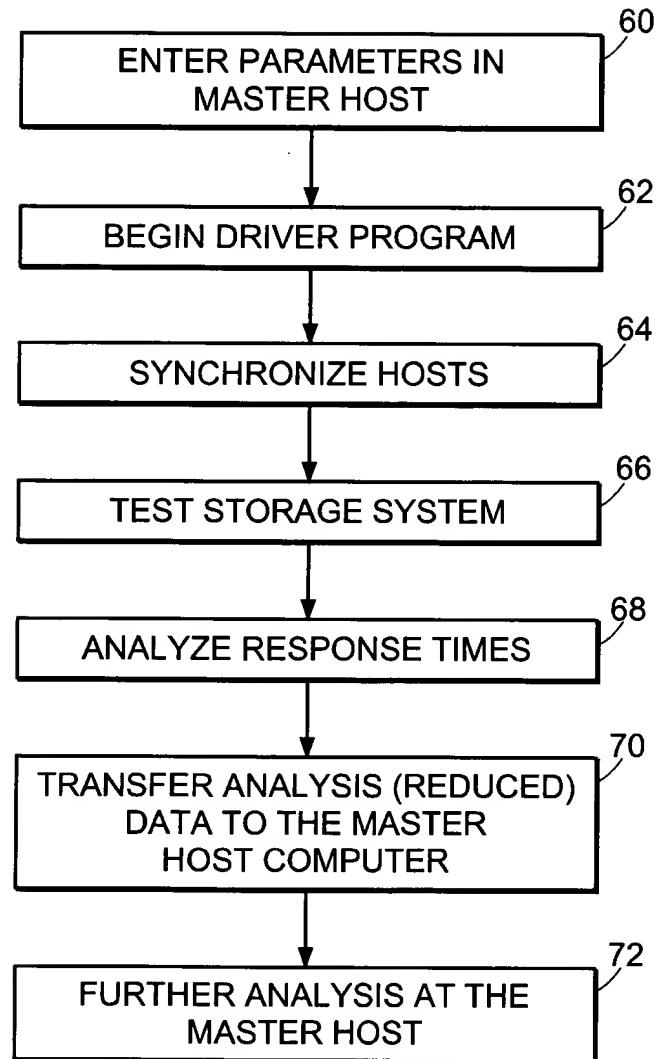 60
ENTER PARAMETERS IN
MASTER HOST
62
BEGIN DRIVER PROGRAM
64
SYNCHRONIZE HOSTS
66
TEST STORAGE SYSTEM
68
ANALYZE RESPONSE TIMES
70
TRANSFER ANALYSIS (REDUCED)
DATA TO THE MASTER
HOST COMPUTER
72
FURTHER ANALYSIS AT THE
MASTER HOST